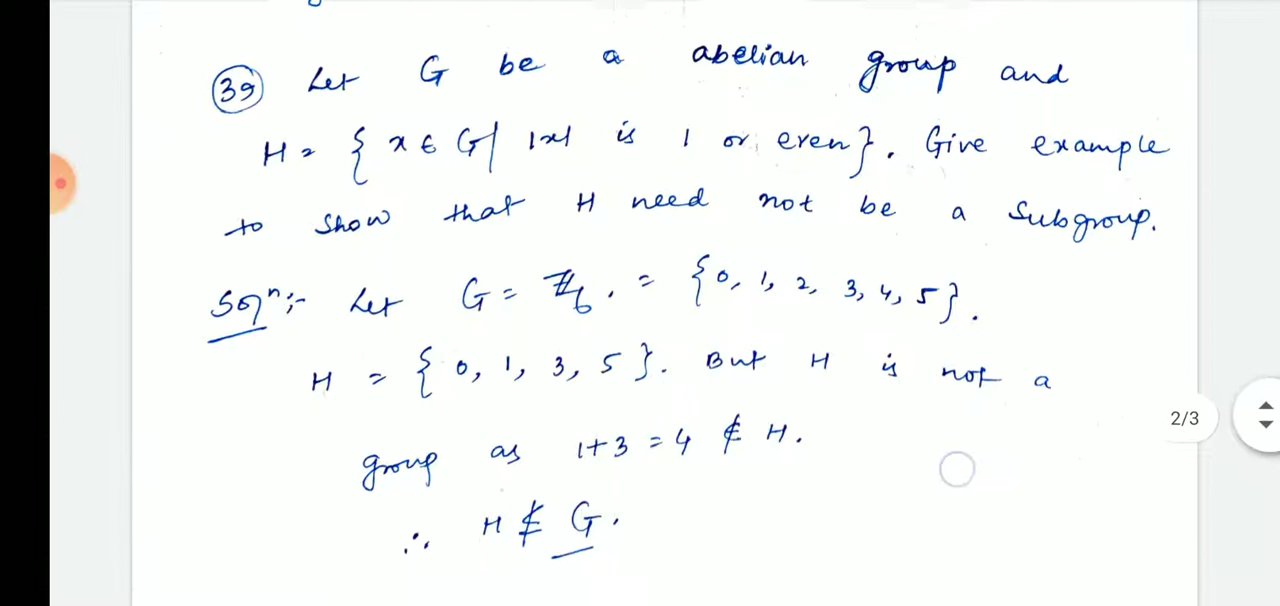 39 Let G be a abelian group and
H = { x ∈ G | |x| is 1 or even }. Give example
to show that H need not be a subgroup.
Solⁿ:- Let G = ℤ₆. = {0, 1, 2, 3, 4, 5}.
H = {0, 1, 3, 5}. But H is not a
2/3
group as 1+3 = 4 ∉ H.
∴ H ≰ G.